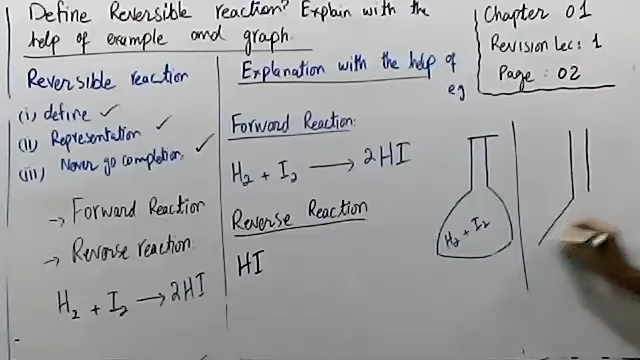 Define Reversible reaction? Explain with the
help of example and graph.
Chapter 01
Revision Lec: 1
Page: 02
Reversible reaction
(i) define ✓
(ii) Representation ✓
(iii) Never go completion. ✓
→ Forward Reaction
→ Reverse reaction
H₂ + I₂ → 2HI
Explanation with the help of
eg
Forward Reaction
H₂ + I₂ → 2HI
Reverse Reaction
HI
H₂ + I₂